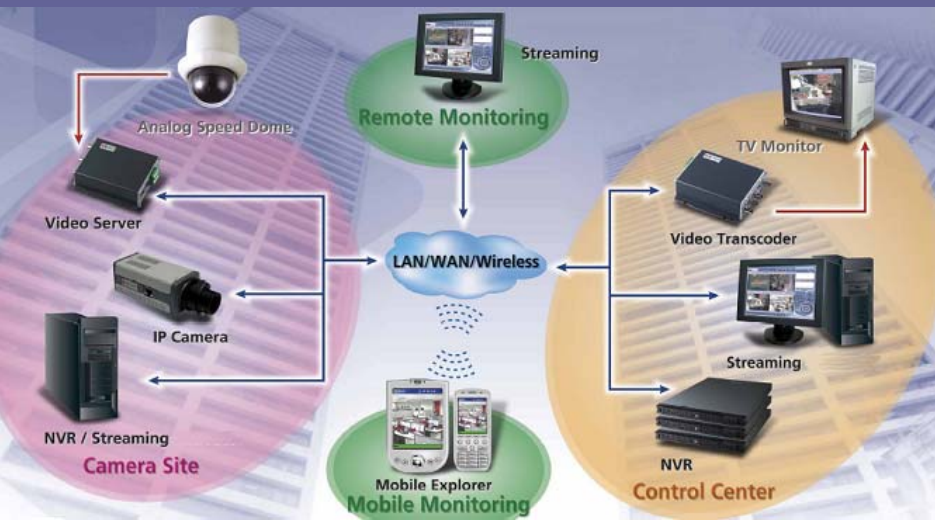 Streaming
Remote Monitoring
Analog Speed Dome
Video Server
IP Camera
NVR / Streaming
Camera Site
LAN/WAN/Wireless
Mobile Explorer
Mobile Monitoring
TV Monitor
Video Transcoder
Streaming
NVR
Control Center